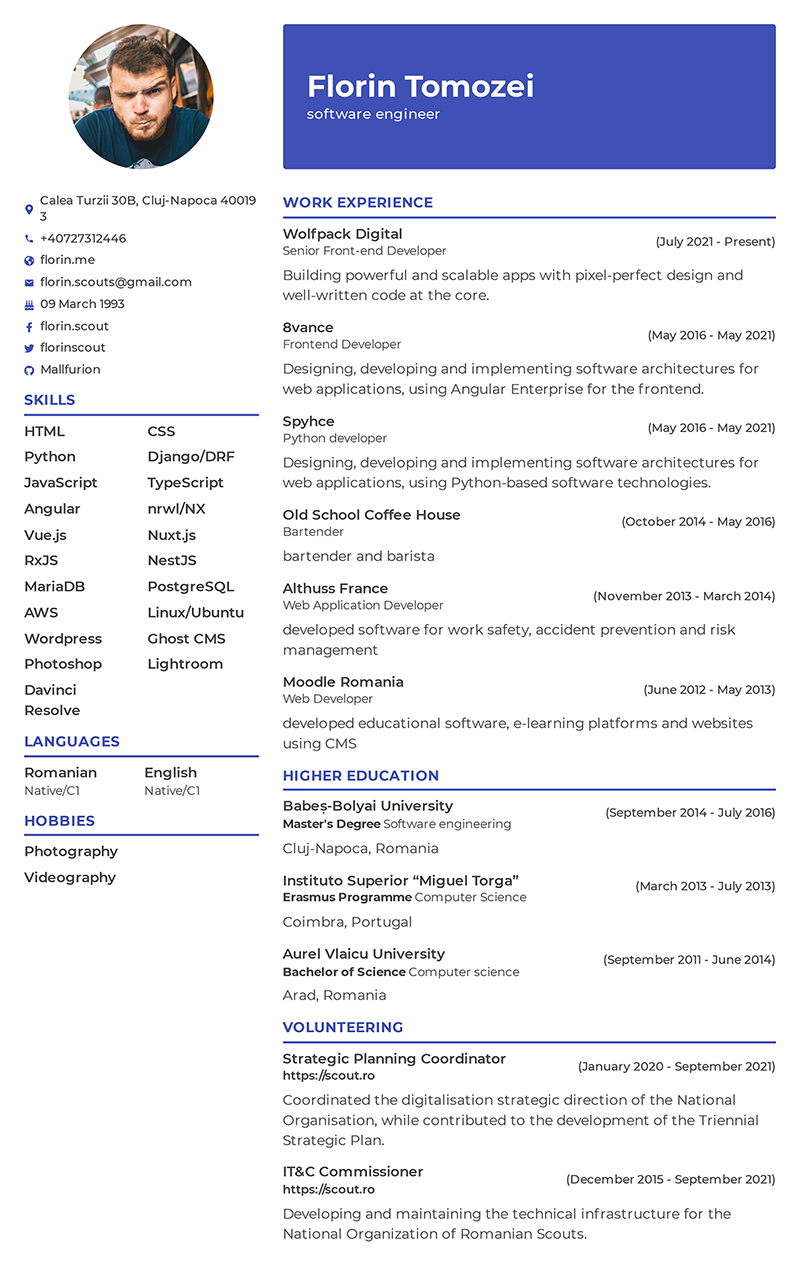 Florin Tomozei
software engineer
Calea Turzii 30B, Cluj-Napoca 40019
3
+40727312446
florin.me
florin.scouts@gmail.com
09 March 1993
florin.scout
florinscout
Mallfurion
SKILLS
HTML CSS
Python Django/DRF
JavaScript TypeScript
Angular nrwl/NX
Vue.js Nuxt.js
RxJS NestJS
MariaDB PostgreSQL
AWS Linux/Ubuntu
Wordpress Ghost CMS
Photoshop Lightroom
Davinci
Resolve
LANGUAGES
Romanian English
Native/C1 Native/C1
HOBBIES
Photography
Videography
WORK EXPERIENCE
Wolfpack Digital
Senior Front-end Developer
(July 2021 - Present)
Building powerful and scalable apps with pixel-perfect design and
well-written code at the core.
8vance
Frontend Developer
(May 2016 - May 2021)
Designing, developing and implementing software architectures for
web applications, using Angular Enterprise for the frontend.
Spyhce
Python developer
(May 2016 - May 2021)
Designing, developing and implementing software architectures for
web applications, using Python-based software technologies.
Old School Coffee House
Bartender
(October 2014 - May 2016)
bartender and barista
Althuss France
Web Application Developer
(November 2013 - March 2014)
developed software for work safety, accident prevention and risk
management
Moodle Romania
Web Developer
(June 2012 - May 2013)
developed educational software, e-learning platforms and websites
using CMS
HIGHER EDUCATION
Babeș-Bolyai University
Master's Degree Software engineering
(September 2014 - July 2016)
Cluj-Napoca, Romania
Instituto Superior “Miguel Torga”
Erasmus Programme Computer Science
(March 2013 - July 2013)
Coimbra, Portugal
Aurel Vlaicu University
Bachelor of Science Computer science
(September 2011 - June 2014)
Arad, Romania
VOLUNTEERING
Strategic Planning Coordinator
https://scout.ro
(January 2020 - September 2021)
Coordinated the digitalisation strategic direction of the National
Organisation, while contributed to the development of the Triennial
Strategic Plan.
IT&C Commissioner
https://scout.ro
(December 2015 - September 2021)
Developing and maintaining the technical infrastructure for the
National Organization of Romanian Scouts.